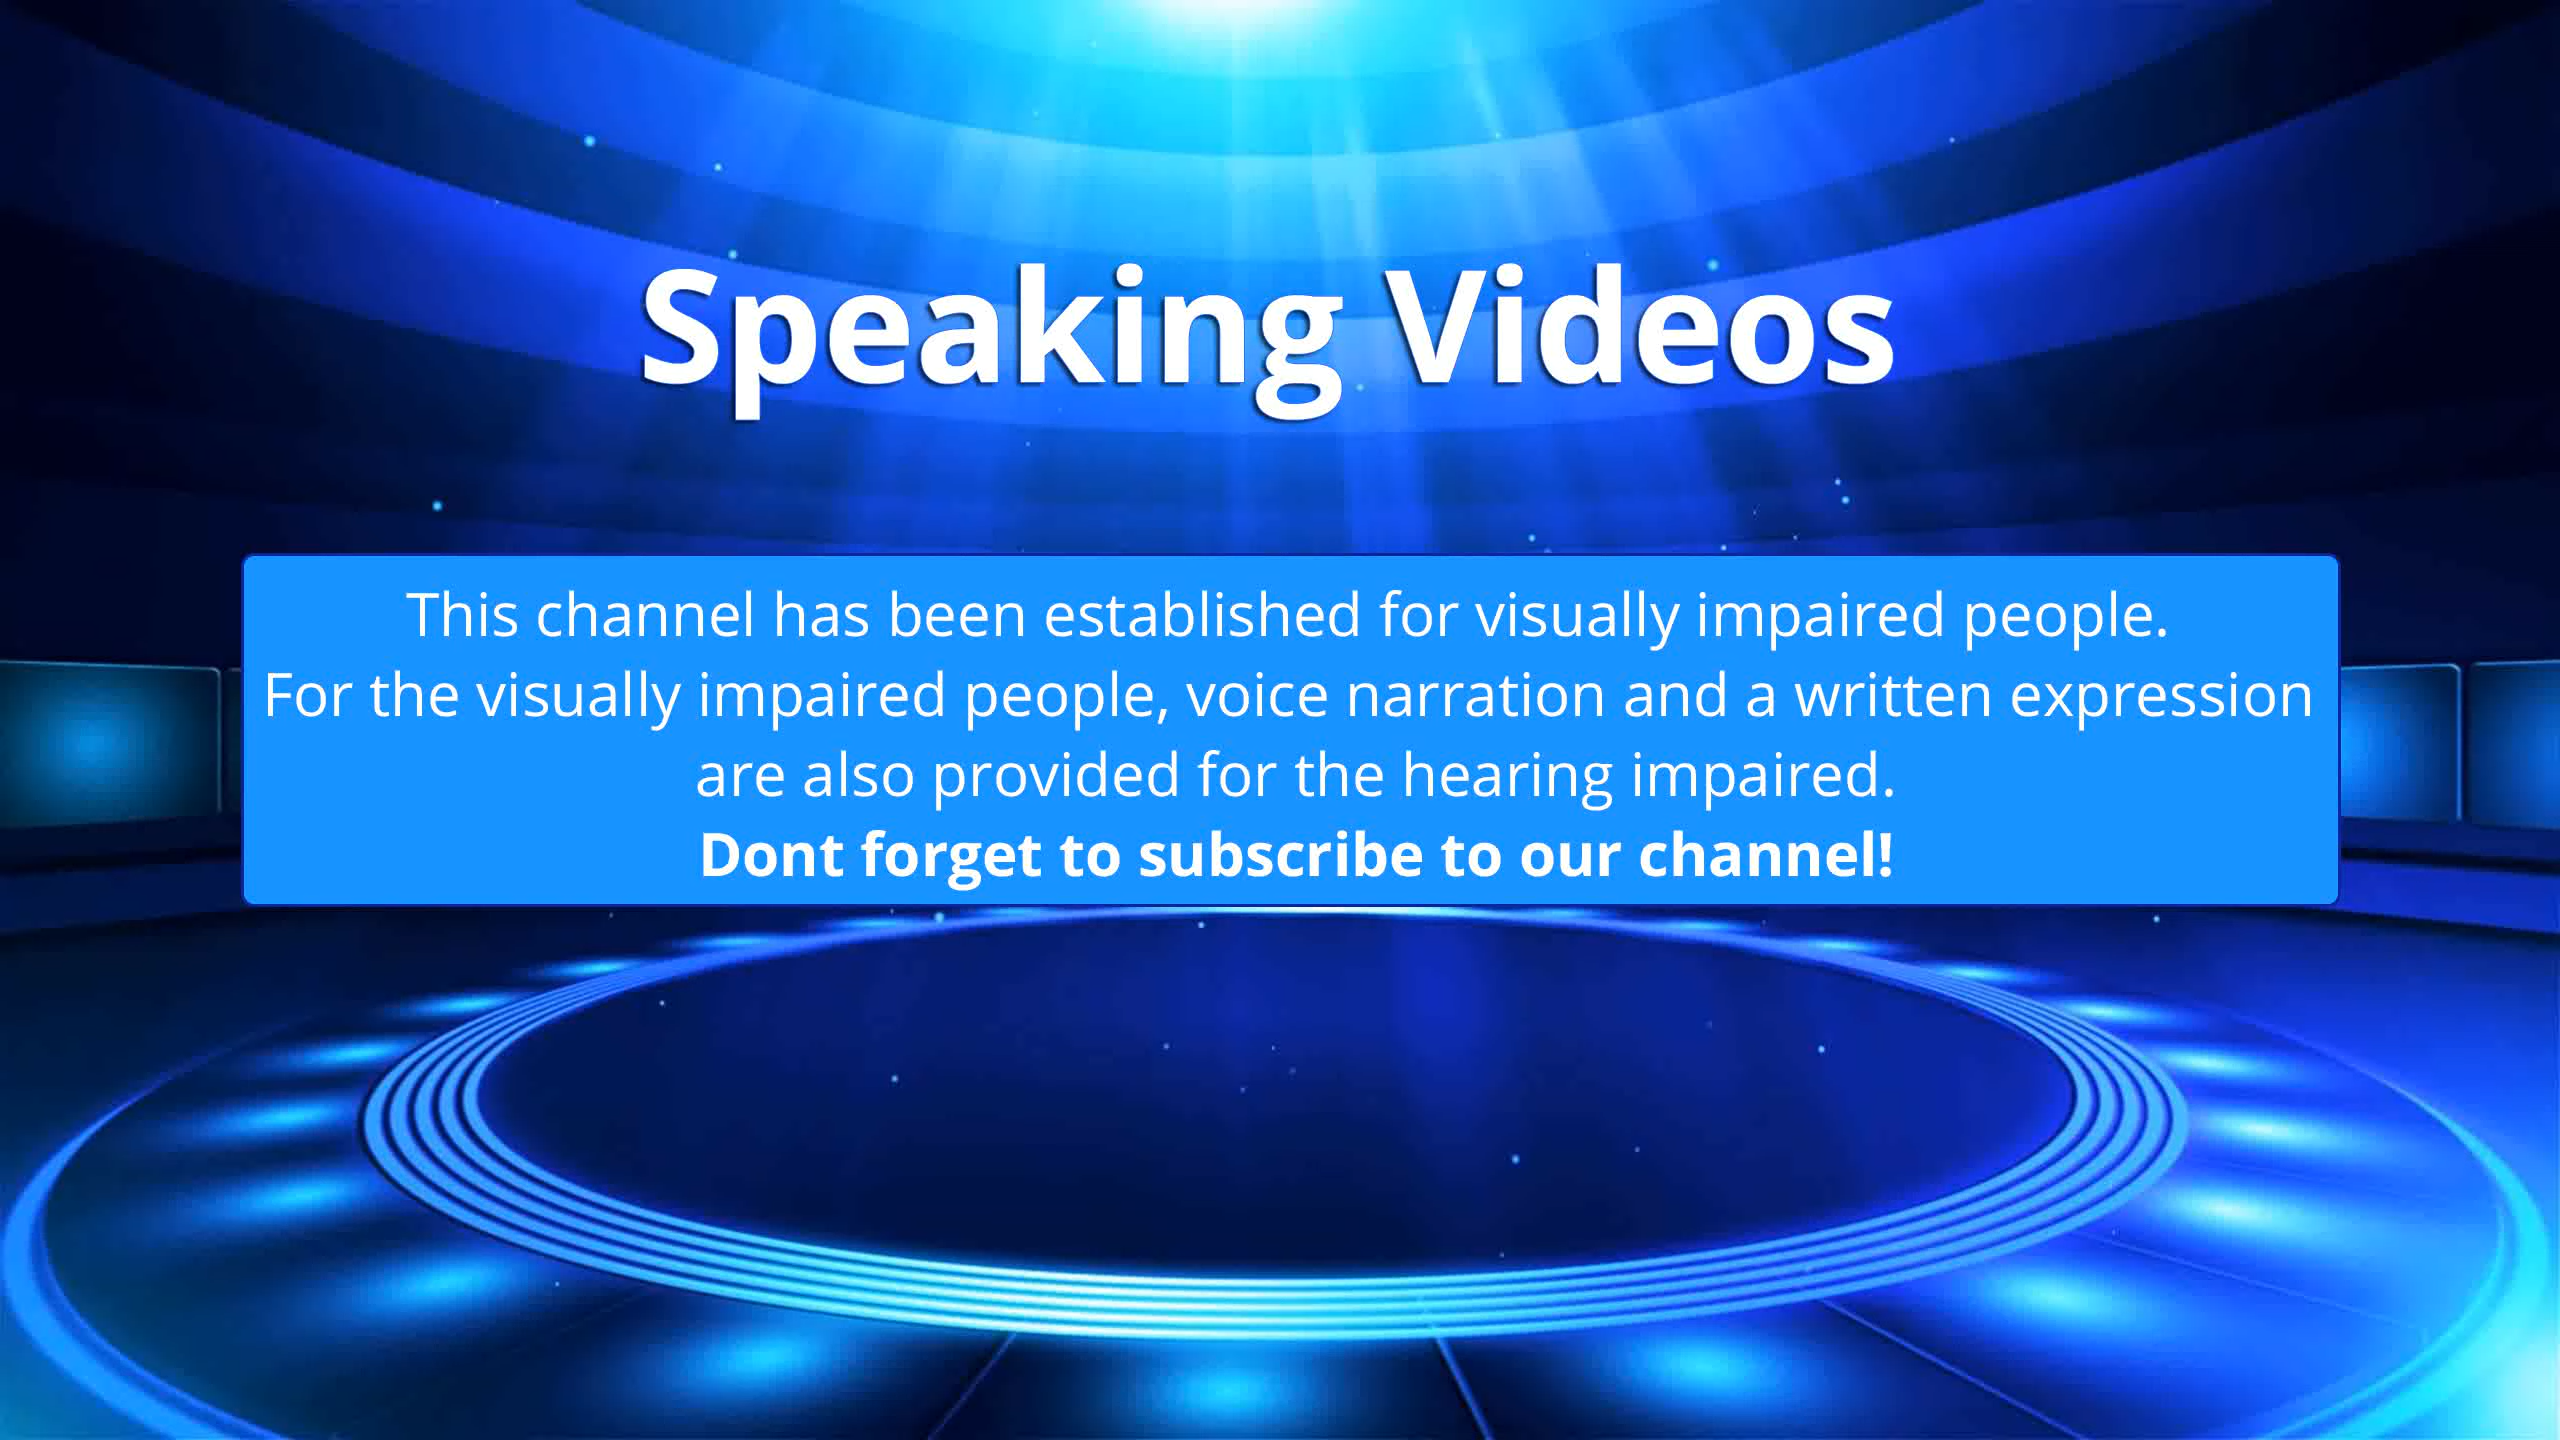 Speaking Videos
This channel has been established for visually impaired people.
For the visually impaired people, voice narration and a written expression
are also provided for the hearing impaired.
Dont forget to subscribe to our channel!